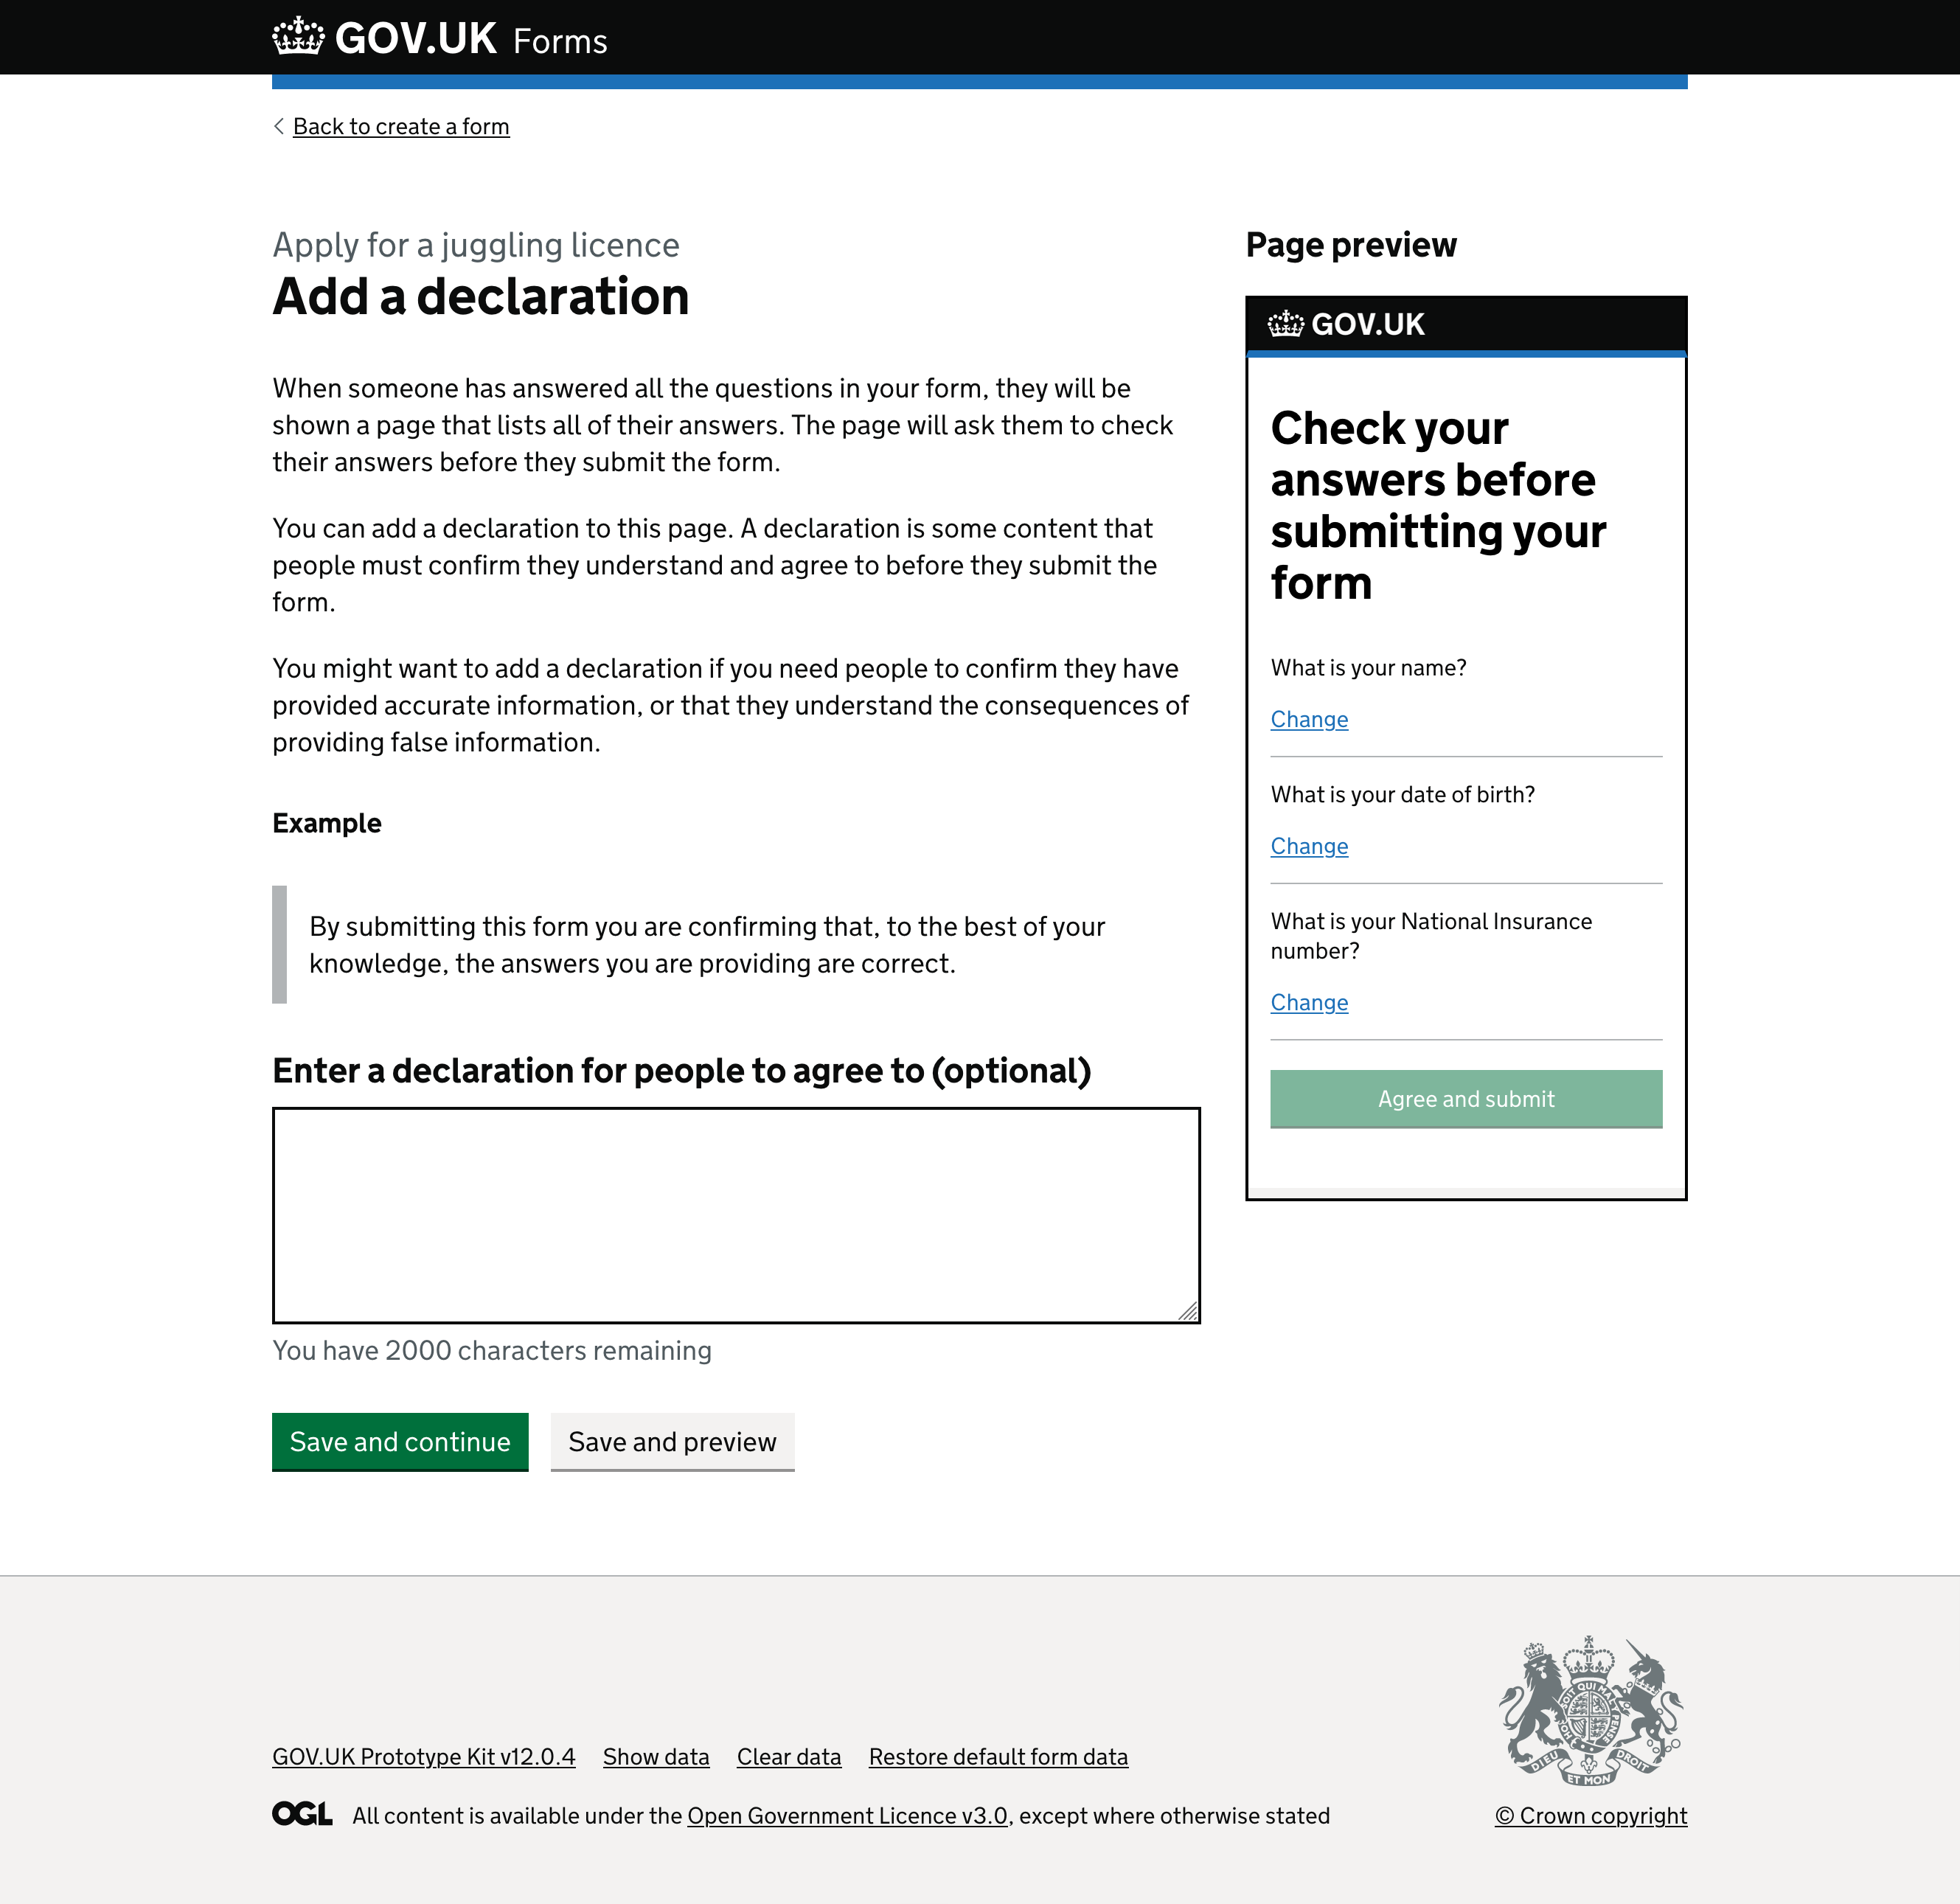 GOV.UK Forms
Back to create a form
Apply for a juggling licence
Add a declaration
When someone has answered all the questions in your form, they will be
shown a page that lists all of their answers. The page will ask them to check
their answers before they submit the form.
You can add a declaration to this page. A declaration is some content that
people must confirm they understand and agree to before they submit the
form.
You might want to add a declaration if you need people to confirm they have
provided accurate information, or that they understand the consequences of
providing false information.
Example
By submitting this form you are confirming that, to the best of your
knowledge, the answers you are providing are correct.
Enter a declaration for people to agree to (optional)
You have 2000 characters remaining
Save and continue
Save and preview
Page preview
GOV.UK
Check your
answers before
submitting your
form
What is your name?
Change
What is your date of birth?
Change
What is your National Insurance
number?
Change
Agree and submit
GOV.UK Prototype Kit v12.0.4
Show data
Clear data
Restore default form data
OGL
All content is available under the Open Government Licence v3.0, except where otherwise stated
SOIT QUI MAL
DIEU
ET MON
DROIT
© Crown copyright